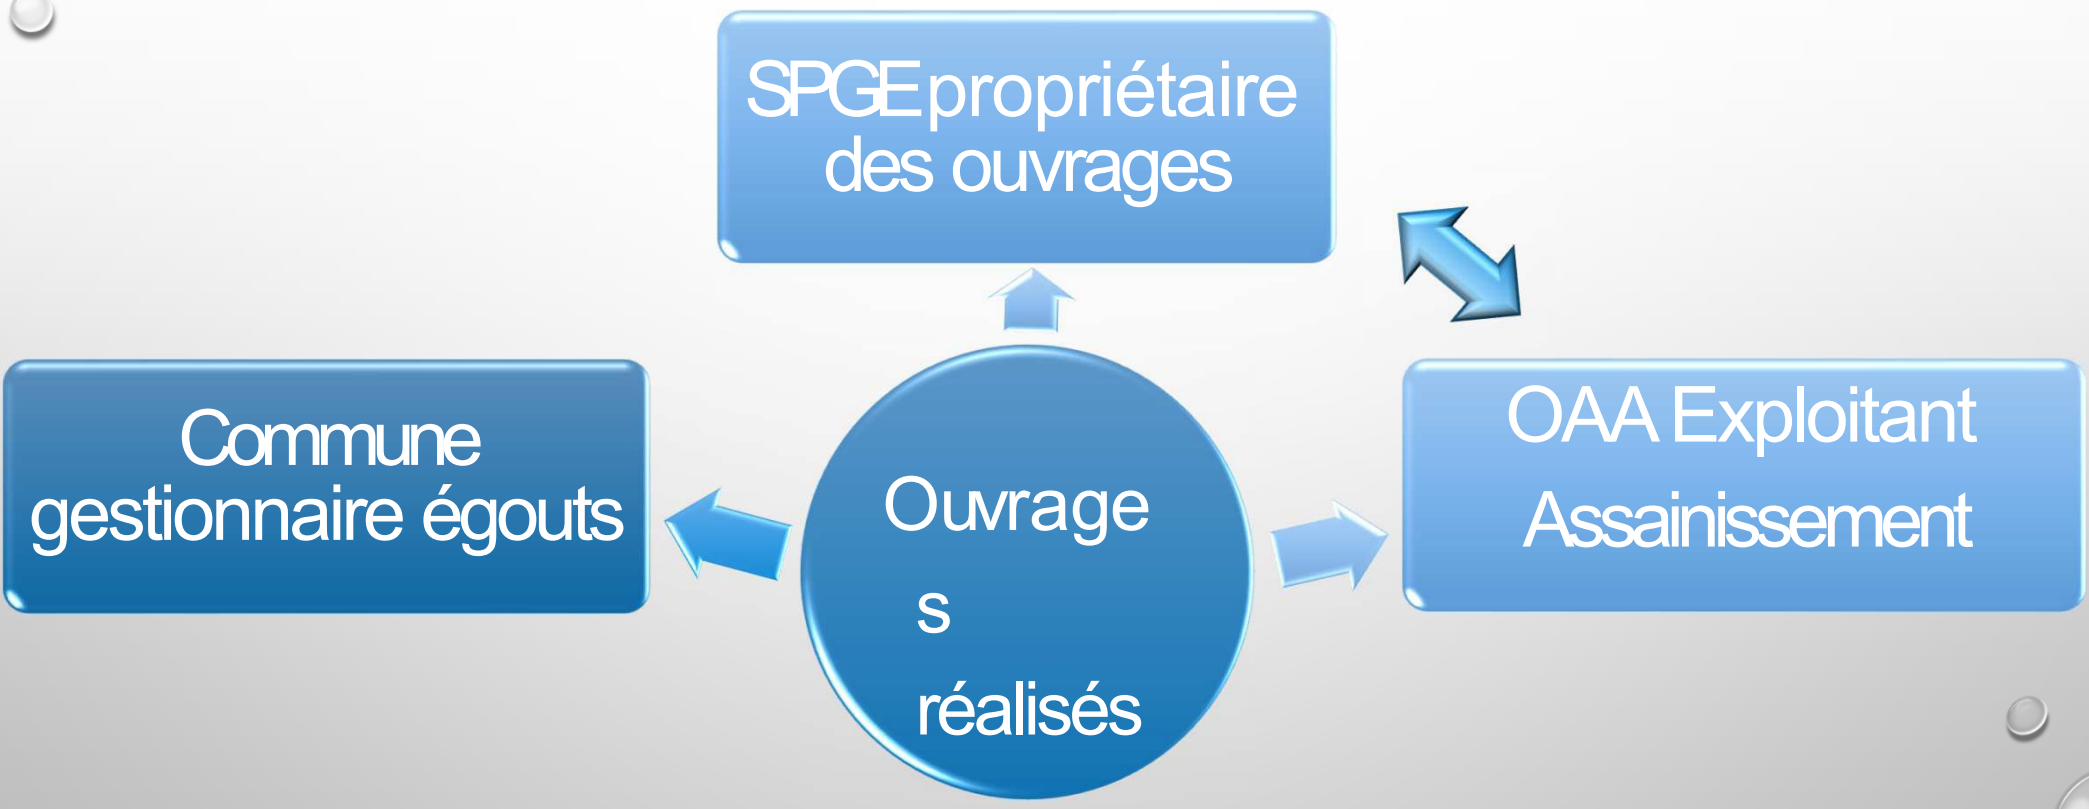 SPGE propriétaire
des ouvrages
Commune
gestionnaire égouts
Ouvrage
s
réalisés
OAA Exploitant
Assainissement